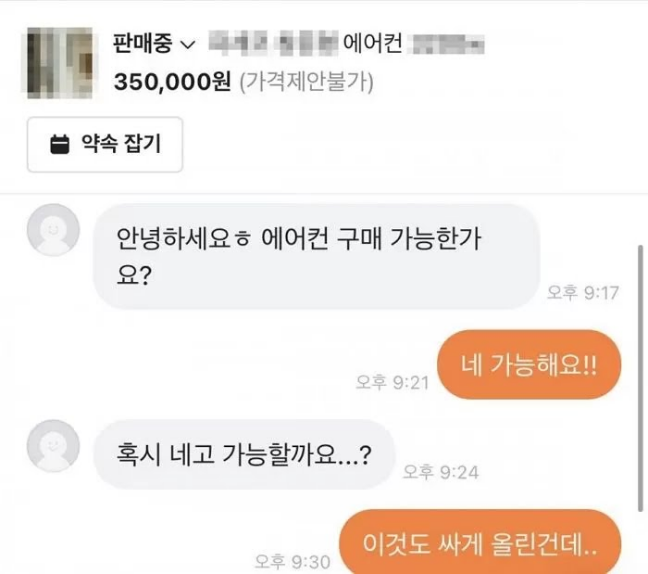 판매중 에어컨
350,000원 (가격제안불가)
약속 잡기
안녕하세요ㅎ 에어컨 구매 가능한가
요?
오후 9:17
네 가능해요!!
오후 9:21
혹시 네고 가능할까요...?
오후 9:24
이것도 싸게 올린건데..
오후 9:30